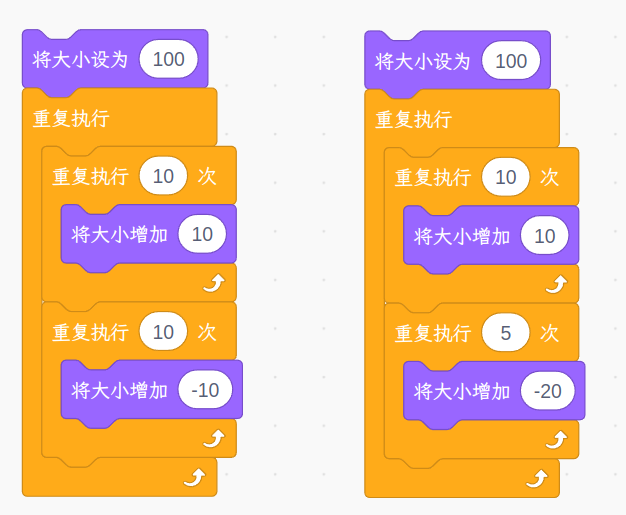 将大小设为 100
重复执行
重复执行 10 次
将大小增加 10
重复执行 10 次
将大小增加 -10
将大小设为 100
重复执行
重复执行 10 次
将大小增加 10
重复执行 5 次
将大小增加 -20